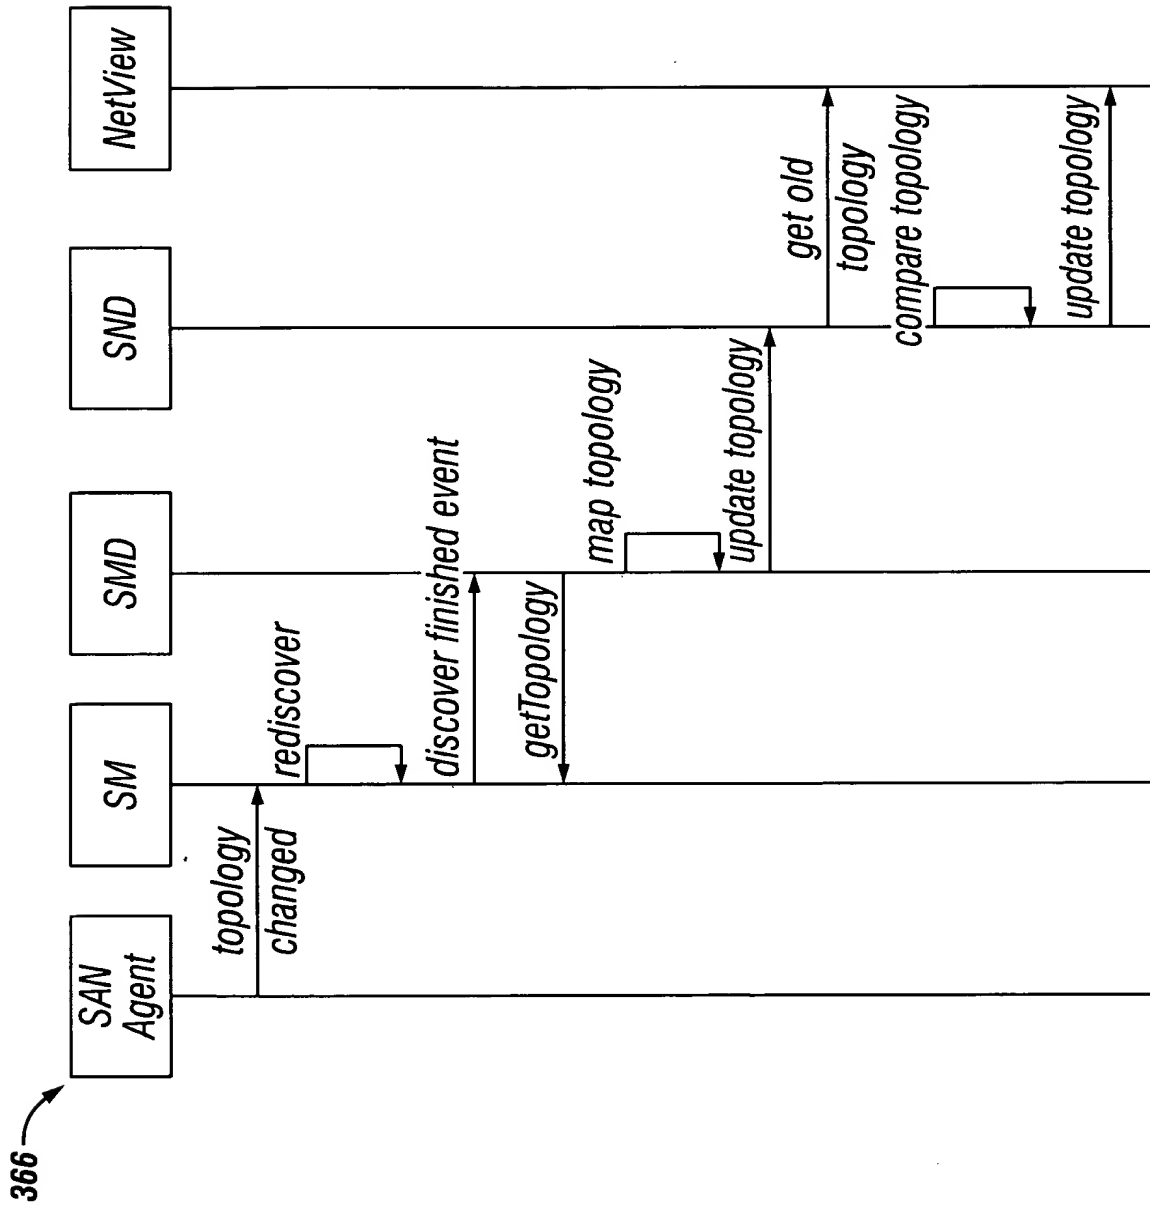 366
SAN
Agent
SM
SMD
SND
NetView
topology
changed
rediscover
discover finished event
getTopology
map topology
update topology
get old
topology
compare topology
update topology